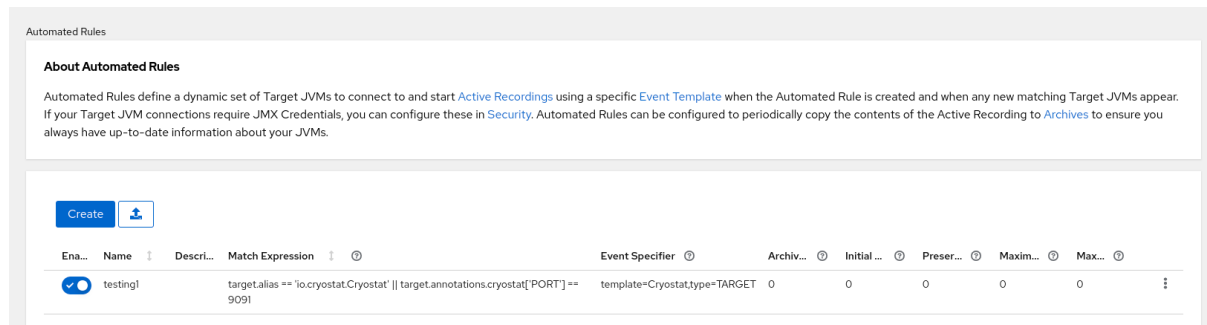 Automated Rules
About Automated Rules
Automated Rules define a dynamic set of Target JVMs to connect to and start Active Recordings using a specific Event Template when the Automated Rule is created and when any new matching Target JVMs appear.
If your Target JVM connections require JMX Credentials, you can configure these in Security. Automated Rules can be configured to periodically copy the contents of the Active Recording to Archives to ensure you
always have up-to-date information about your JVMs.
Create
Ena... Name Descri... Match Expression Event Specifier Archiv... Initial ... Preser... Maxim... Max...
testing1 target.alias == 'io.cryostat.Cryostat' || target.annotations.cryostat['PORT'] == template=Cryostat,type=TARGET 0 0 0 0 0
9091